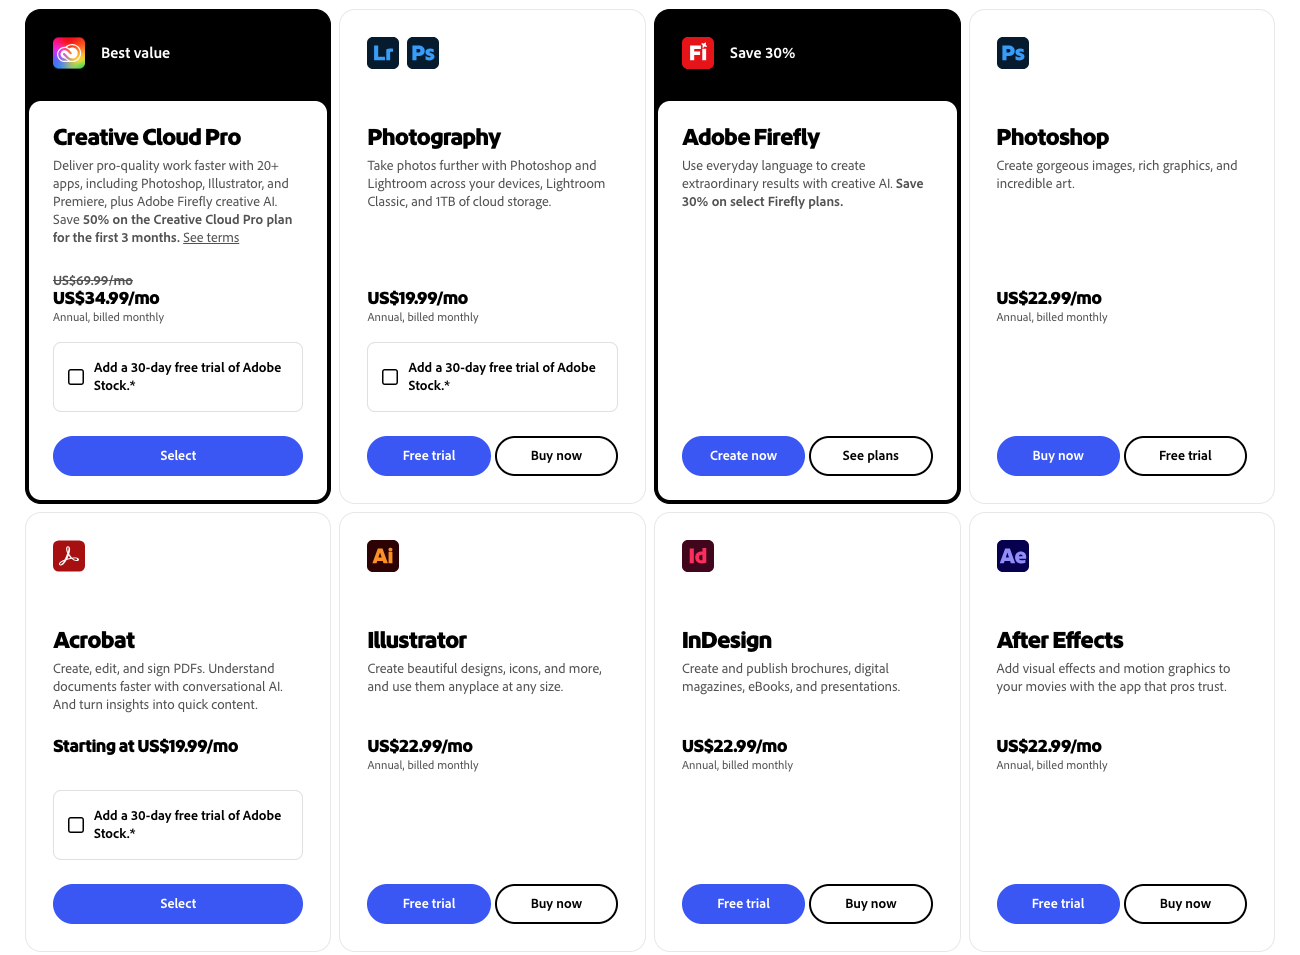 Best value
Creative Cloud Pro
Deliver pro-quality work faster with 20+
apps, including Photoshop, Illustrator, and
Premiere, plus Adobe Firefly creative AI.
Save 50% on the Creative Cloud Pro plan
for the first 3 months. See terms
US$69.99/mo
US$34.99/mo
Annual, billed monthly
Add a 30-day free trial of Adobe
Stock.*
Select
Lr Ps
Photography
Take photos further with Photoshop and
Lightroom across your devices, Lightroom
Classic, and 1TB of cloud storage.
US$19.99/mo
Annual, billed monthly
Add a 30-day free trial of Adobe
Stock.*
Free trial
Buy now
Fi
Save 30%
Adobe Firefly
Use everyday language to create
extraordinary results with creative AI. Save
30% on select Firefly plans.
Create now
See plans
Ps
Photoshop
Create gorgeous images, rich graphics, and
incredible art.
US$22.99/mo
Annual, billed monthly
Buy now
Free trial
Acrobat
Create, edit, and sign PDFs. Understand
documents faster with conversational AI.
And turn insights into quick content.
Starting at US$19.99/mo
Add a 30-day free trial of Adobe
Stock.*
Select
Ai
Illustrator
Create beautiful designs, icons, and more,
and use them anyplace at any size.
US$22.99/mo
Annual, billed monthly
Free trial
Buy now
Id
InDesign
Create and publish brochures, digital
magazines, eBooks, and presentations.
US$22.99/mo
Annual, billed monthly
Free trial
Buy now
Ae
After Effects
Add visual effects and motion graphics to
your movies with the app that pros trust.
US$22.99/mo
Annual, billed monthly
Free trial
Buy now